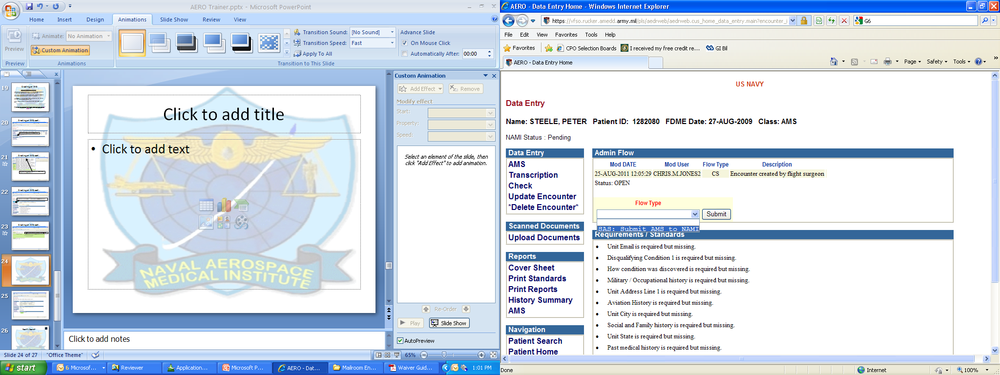 AERO Trainer.pptx - Microsoft PowerPoint
Home Insert Design Animations Slide Show Review View
Preview
Animate: No Animation
Custom Animation
Transition Sound: [No Sound]
Transition Speed: Fast
Apply To All
Advance Slide
On Mouse Click
Automatically After: 00:00
Preview Animations Transition to This Slide
19
20
21
22
23
24
25
26
Click to add title
• Click to add text
NAVAL AEROSPACE
MEDICAL INSTITUTE
Click to add notes
Custom Animation
Add Effect Remove
Modify effect
Start:
Property:
Speed:
Select an element of the slide, then
click "Add Effect" to add animation.
Re-Order
Play Slide Show
AutoPreview
Slide 24 of 27 "Office Theme" 65%
start 6 Microsof... Reviewer Application... Microsoft P... AERO - Dat... Mailroom En... Waiver Guid... 1:01 PM
AERO - Data Entry Home - Windows Internet Explorer
https://vfso.rucker.amedd.army.mil/pls/aedrweb/aedrweb.cus_home_data_entry.main?encounter_i
G6
File Edit View Favorites Tools Help
Favorites CPO Selection Boards I received my free credit re... GI Bil
AERO - Data Entry Home
Page Safety Tools
US NAVY
Data Entry
Name: STEELE, PETER Patient ID: 1282080 FDME Date: 27-AUG-2009 Class: AMS
NAMI Status : Pending
Data Entry
AMS
Transcription
Check
Update Encounter
*Delete Encounter*
Scanned Documents
Upload Documents
Reports
Cover Sheet
Print Standards
Print Reports
History Summary
AMS
Navigation
Patient Search
Patient Home
Admin Flow
Mod DATE Mod User Flow Type Description
25-AUG-2011 12:05:29 CHRIS.M.JONES2 CS Encounter created by flight surgeon
Status: OPEN
Flow Type
Submit
SAS: Submit AMS to NAMI
Requirements / Standards
• Unit Email is required but missing.
• Disqualifying Condition 1 is required but missing.
• How condition was discovered is required but missing.
• Military / Occupational history is required but missing.
• Unit Address Line 1 is required but missing.
• Aviation History is required but missing.
• Unit City is required but missing.
• Social and Family history is required but missing.
• Unit State is required but missing.
• Past medical history is required but missing.
Done Internet 100%